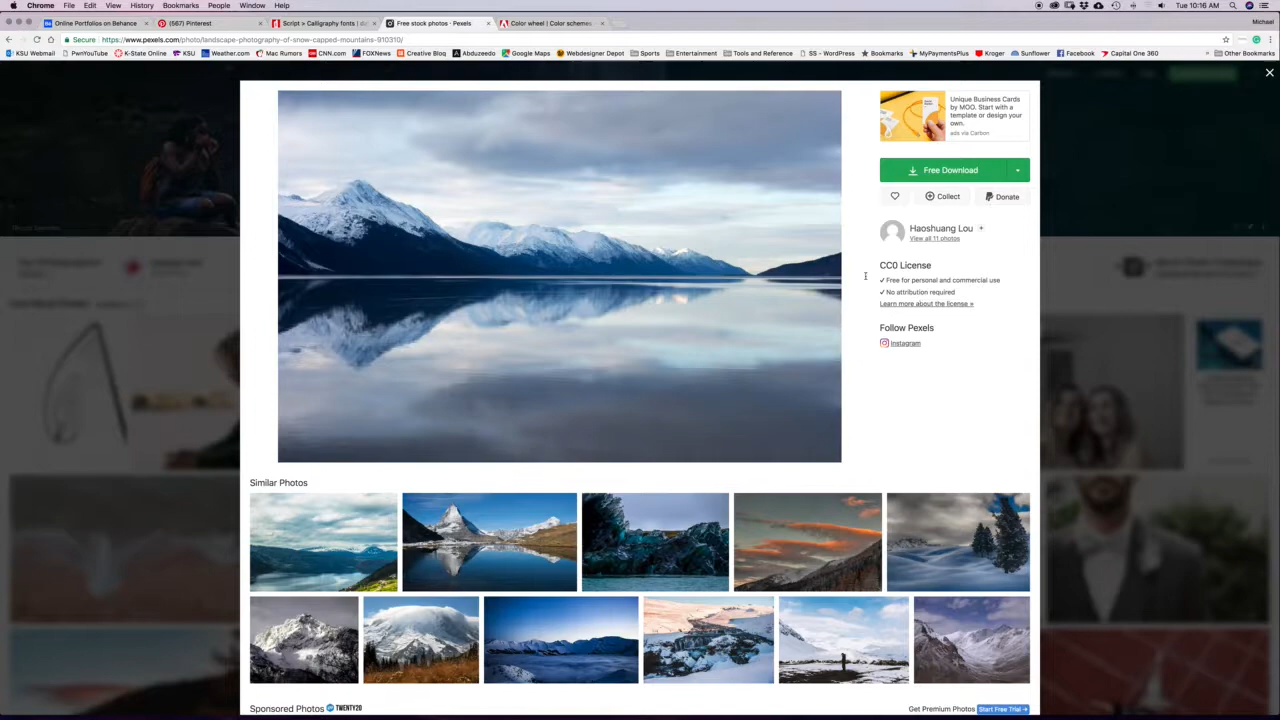 Chrome File Edit View History Bookmarks People Window Help
Tue 10:16 AM
Online Portfolios on Behance
(567) Pinterest
Script > Calligraphy fonts | d
Free stock photos · Pexels
Color wheel | Color schemes
Michael
Secure https://www.pexels.com/photo/landscape-photography-of-snow-capped-mountains-910310/
KSU Webmail PwnYouTube K-State Online KSU Weather.com Mac Rumors CNN.com FOXNews Creative Blog Abduzeedo Google Maps Webdesigner Depot Sports Entertainment Tools and Reference SS - WordPress Bookmarks MyPaymentsPlus Kroger Sunflower Facebook Capital One 360 » Other Bookmarks
Unique Business Cards
by MOO. Start with a
template or design your
own.
ads via Carbon
Free Download
Collect
Donate
Haoshuang Lou +
View all 11 photos
CC0 License
✓ Free for personal and commercial use
✓ No attribution required
Learn more about the license »
Follow Pexels
Instagram
Similar Photos
Sponsored Photos TWENTY20
Get Premium Photos Start Free Trial →